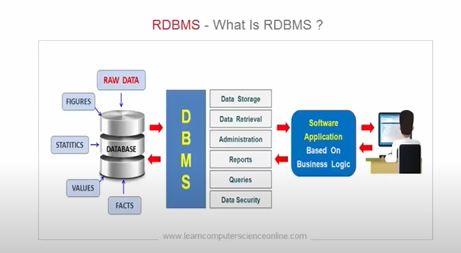 RDBMS - What Is RDBMS ?
RAW DATA
FIGURES
STATITICS
DATABASE
VALUES
FACTS
DBMS
Data Storage
Data Retrieval
Administration
Reports
Queries
Data Security
Software
Application
Based On
Business Logic
www.learncomputerscienceonline.com